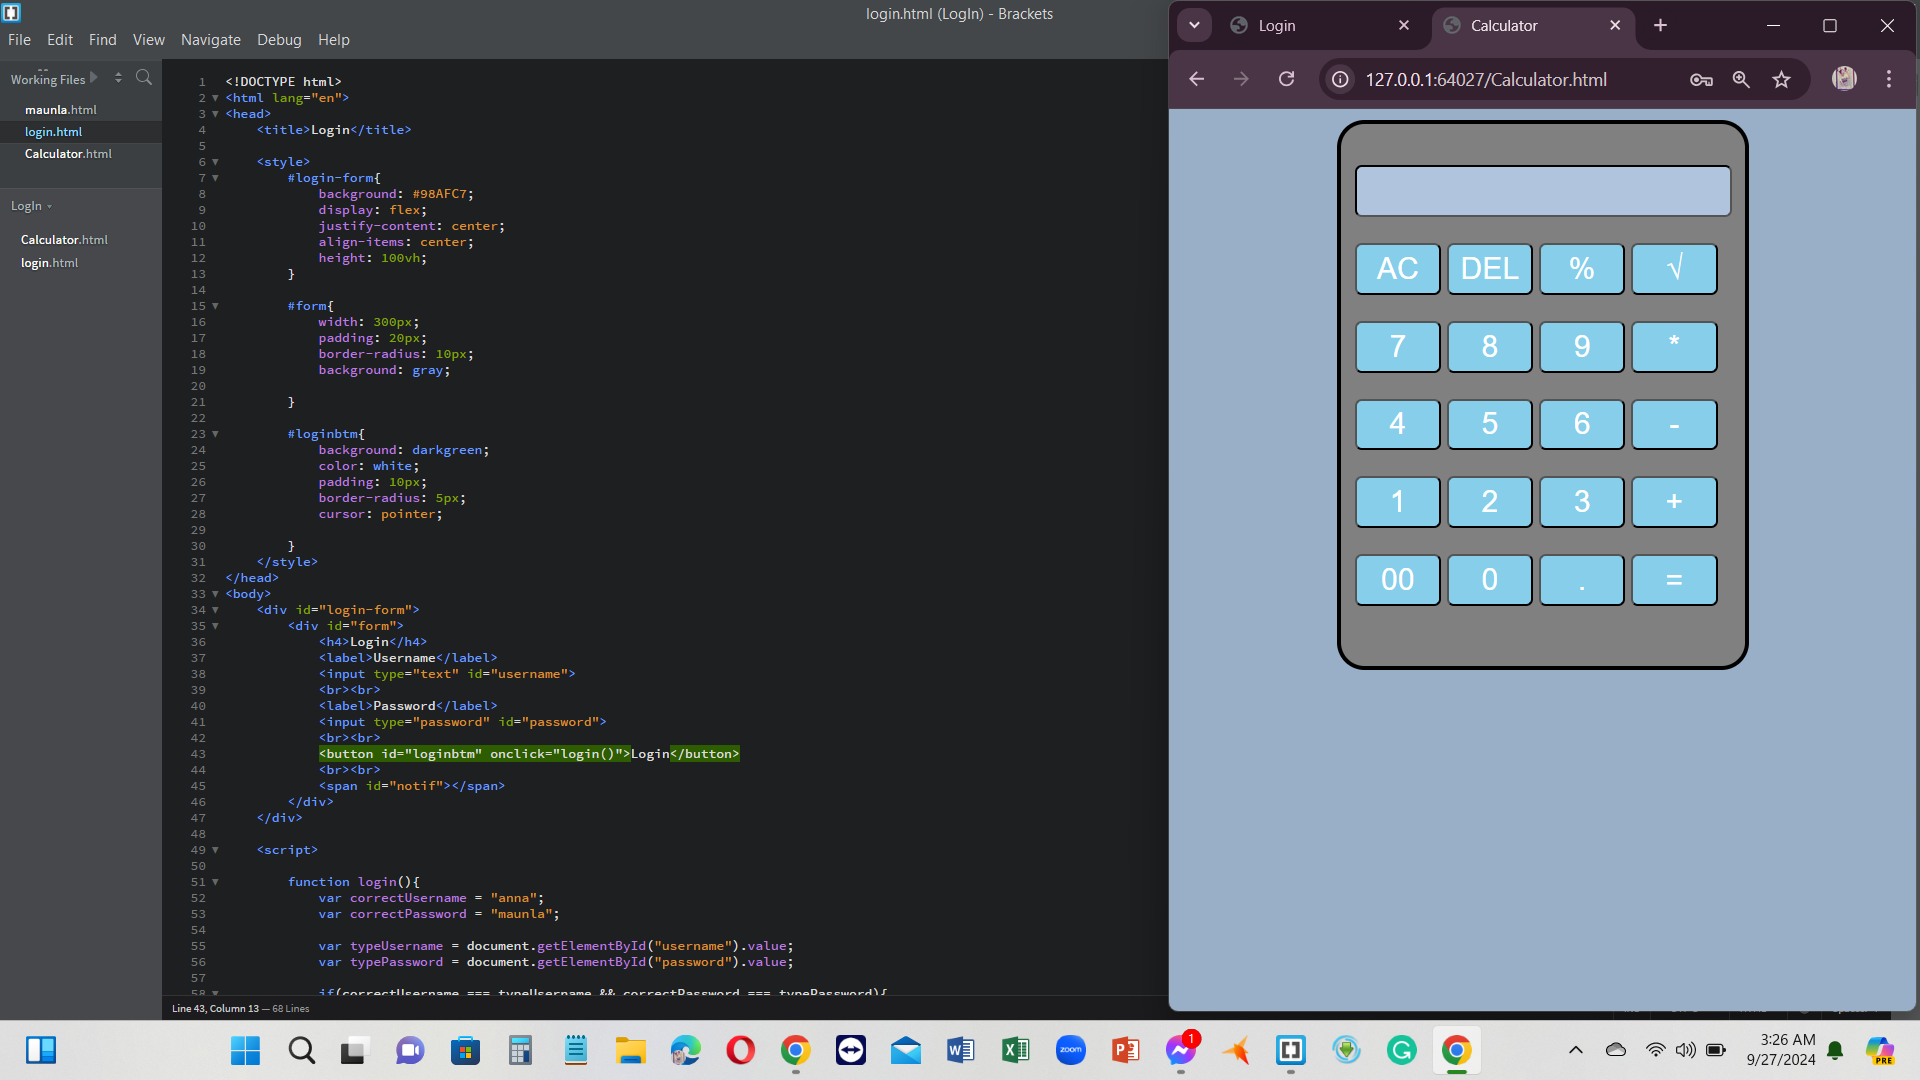 login.html (LogIn) - Brackets
File Edit Find View Navigate Debug Help
Working Files
maunla.html
login.html
Calculator.html
LogIn
Calculator.html
login.html
1 <!DOCTYPE html>
2 <html lang="en">
3 <head>
4 <title>Login</title>
5
6 <style>
7 #login-form{
8 background: #98AFC7;
9 display: flex;
10 justify-content: center;
11 align-items: center;
12 height: 100vh;
13 }
14
15 #form{
16 width: 300px;
17 padding: 20px;
18 border-radius: 10px;
19 background: gray;
20
21 }
22
23 #loginbtm{
24 background: darkgreen;
25 color: white;
26 padding: 10px;
27 border-radius: 5px;
28 cursor: pointer;
29
30 }
31 </style>
32 </head>
33 <body>
34 <div id="login-form">
35 <div id="form">
36 <h4>Login</h4>
37 <label>Username</label>
38 <input type="text" id="username">
39 <br><br>
40 <label>Password</label>
41 <input type="password" id="password">
42 <br><br>
43 <button id="loginbtm" onclick="login()">Login</button>
44 <br><br>
45 <span id="notif"></span>
46 </div>
47 </div>
48
49 <script>
50
51 function login(){
52 var correctUsername = "anna";
53 var correctPassword = "maunla";
54
55 var typeUsername = document.getElementById("username").value;
56 var typePassword = document.getElementById("password").value;
57
58 if(correctUsername === typeUsername && correctPassword === typePassword){
Line 43, Column 13 — 68 Lines
Login Calculator
127.0.0.1:64027/Calculator.html
AC DEL % √
7 8 9 *
4 5 6 -
1 2 3 +
00 0 . =
zoom
1
3:26 AM
9/27/2024
PRE